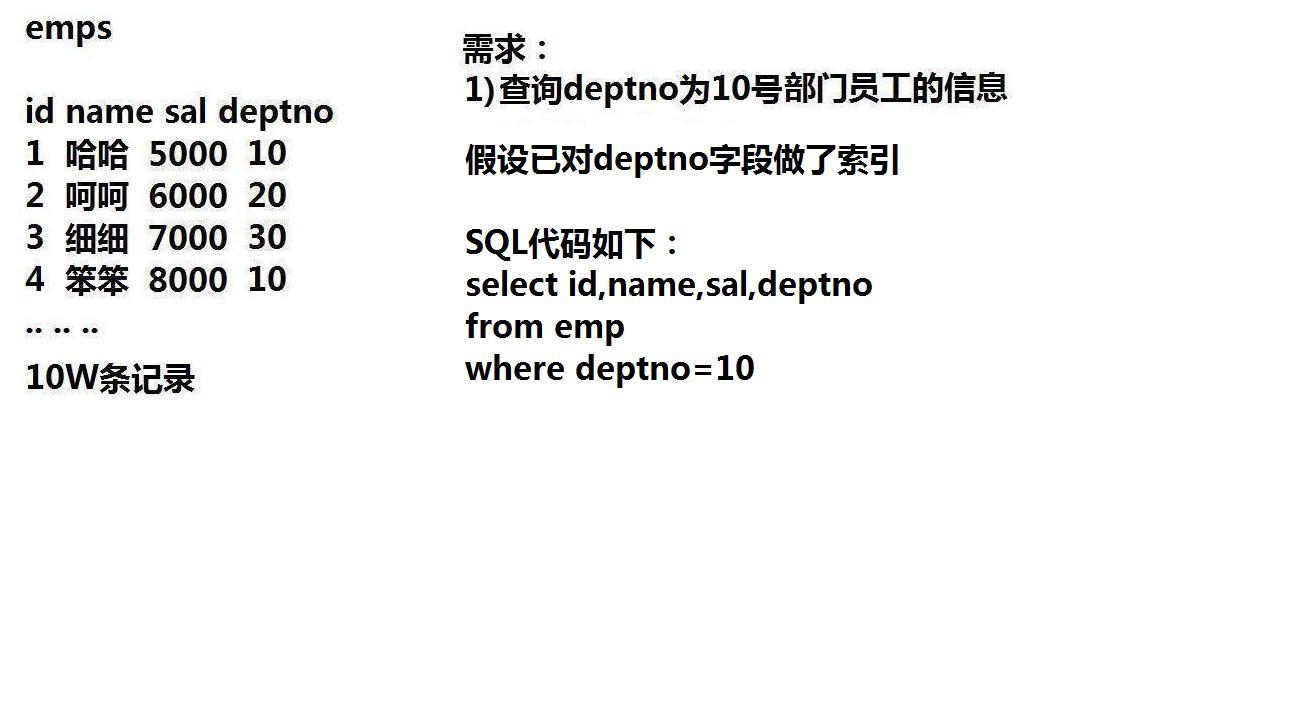 emps
id name sal deptno
1 哈哈 5000 10
2 呵呵 6000 20
3 细细 7000 30
4 笨笨 8000 10
.. .. ..
10W条记录
需求：
1)查询deptno为10号部门员工的信息
假设已对deptno字段做了索引
SQL代码如下：
select id,name,sal,deptno
from emp
where deptno=10